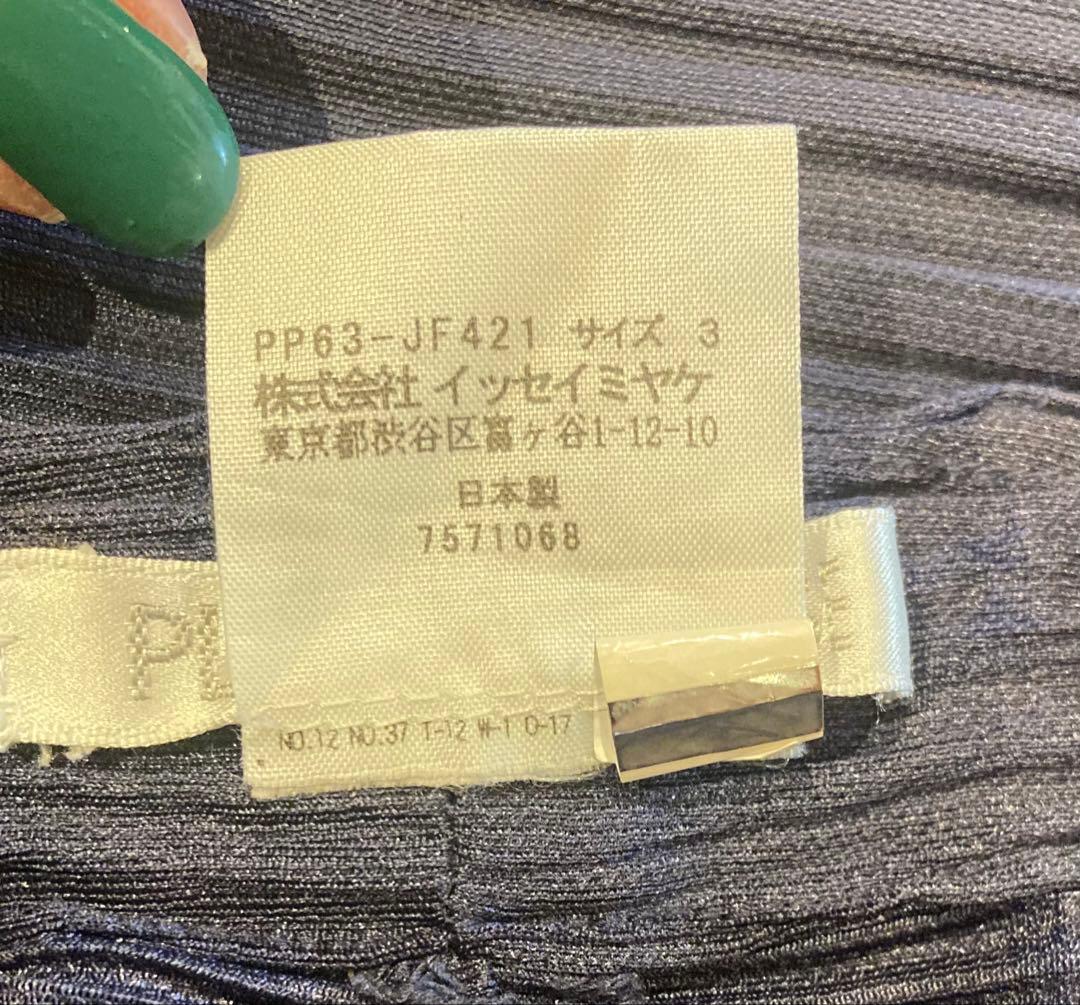 PP63-JF421 サイズ 3
株式会社 イッセイミヤケ
東京都渋谷区富ヶ谷1-12-10
日本製
7571068
PL
NO.12 NO.37 T-12 W-1 O-17